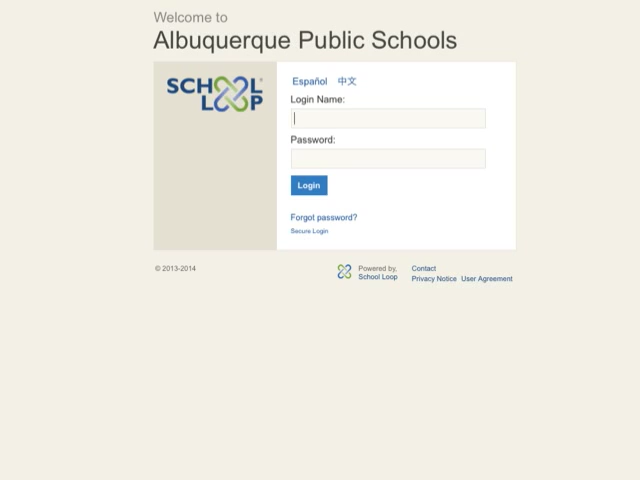 Welcome to
Albuquerque Public Schools
SCHOOL
LOOP
Español 中文
Login Name:
Password:
Login
Forgot password?
Secure Login
© 2013-2014
Powered by,
School Loop
Contact
Privacy Notice User Agreement